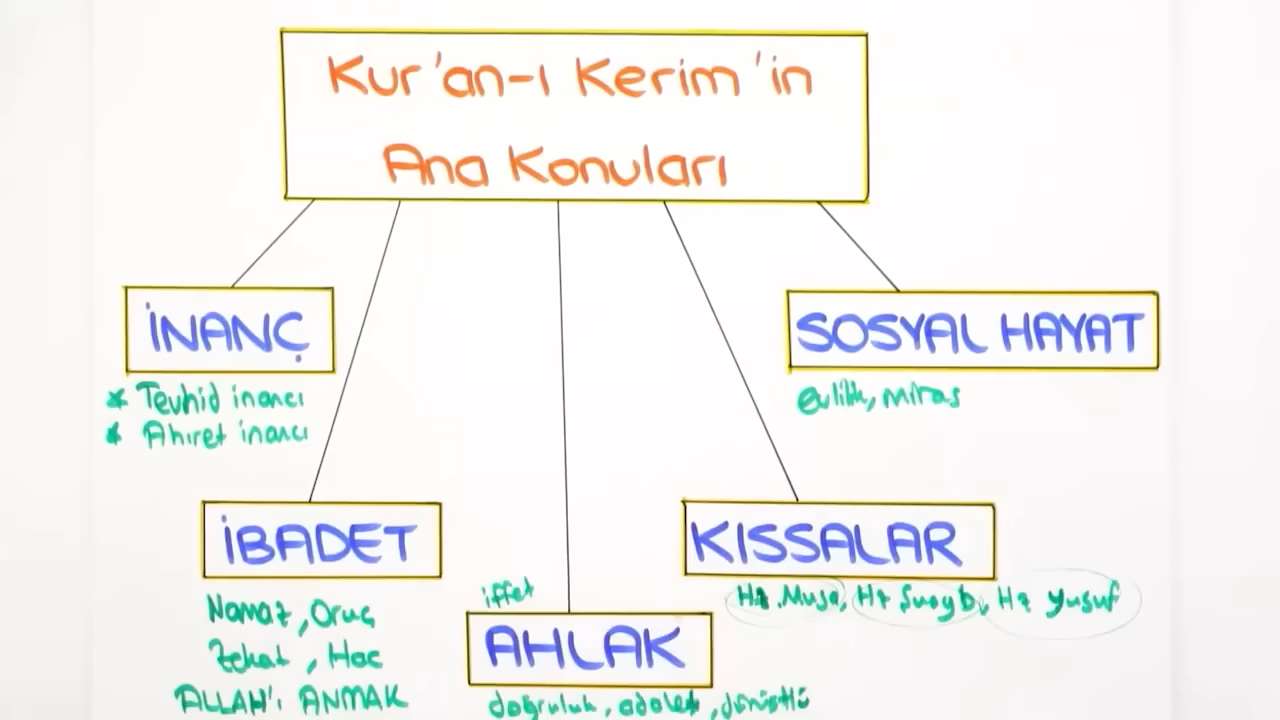 Kur'an-ı Kerim'in
Ana Konuları
İNANÇ
* Tevhid inancı
* Ahiret inancı
SOSYAL HAYAT
evlilik, miras
İBADET
Namaz, Oruç
Zekat, Hac
ALLAH'ı ANMAK
KISSALAR
Hz. Musa, Hz Şuayb, Hz Yusuf
iffet
AHLAK
doğruluk, adalet,